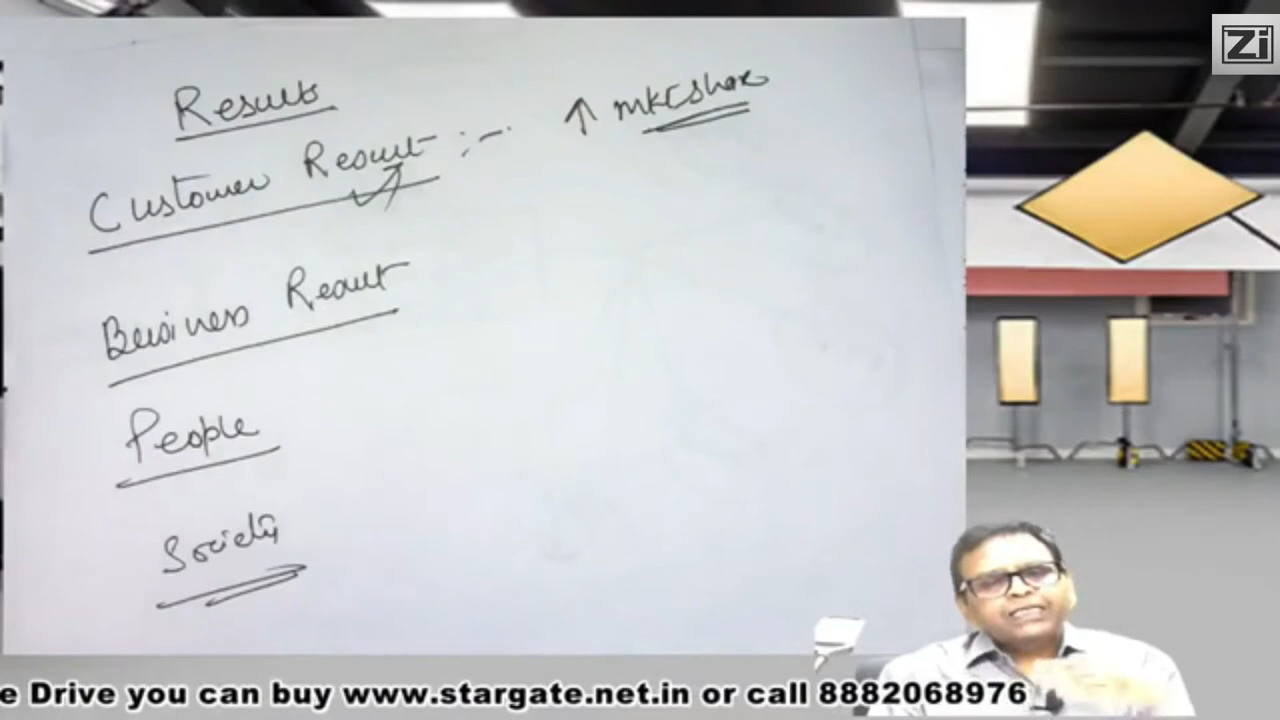 Zi
Results
Customer Result :-
↑ mkt share
Business Result
People
Society
e Drive you can buy www.stargate.net.in or call 8882068976